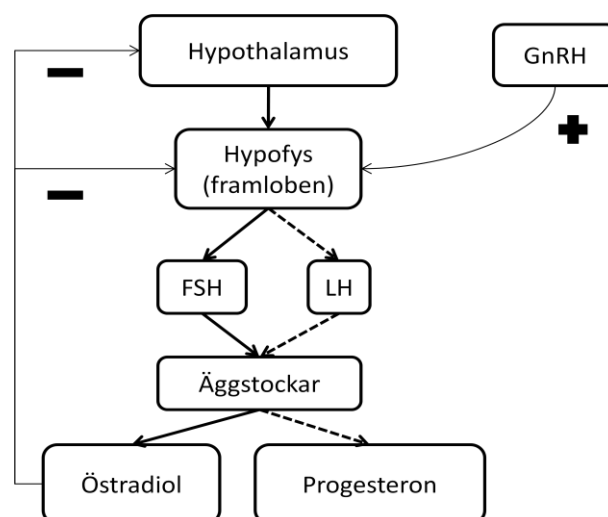 Hypothalamus
GnRH
Hypofys
(framloben)
FSH
LH
Äggstockar
Östradiol
Progesteron